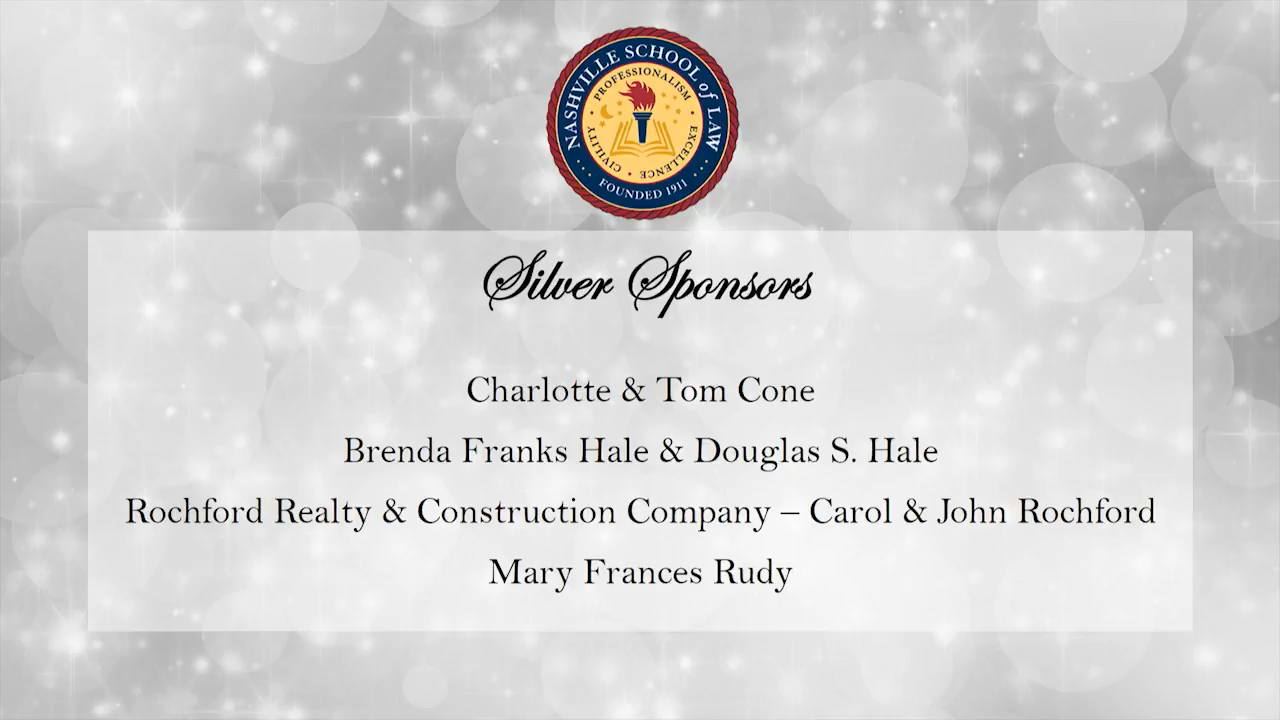 NASHVILLE SCHOOL of LAW
PROFESSIONALISM
CIVILITY • EXCELLENCE
FOUNDED 1911
Silver Sponsors
Charlotte & Tom Cone
Brenda Franks Hale & Douglas S. Hale
Rochford Realty & Construction Company – Carol & John Rochford
Mary Frances Rudy